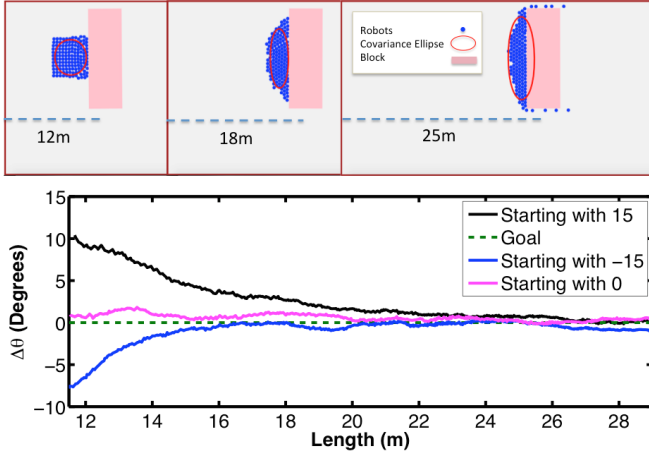 12m
18m
25m
Robots
Covariance Ellipse
Block
15
10
5
0
−5
−10
Δθ (Degrees)
Starting with 15
Goal
Starting with −15
Starting with 0
12 14 16 18 20 22 24 26 28
Length (m)